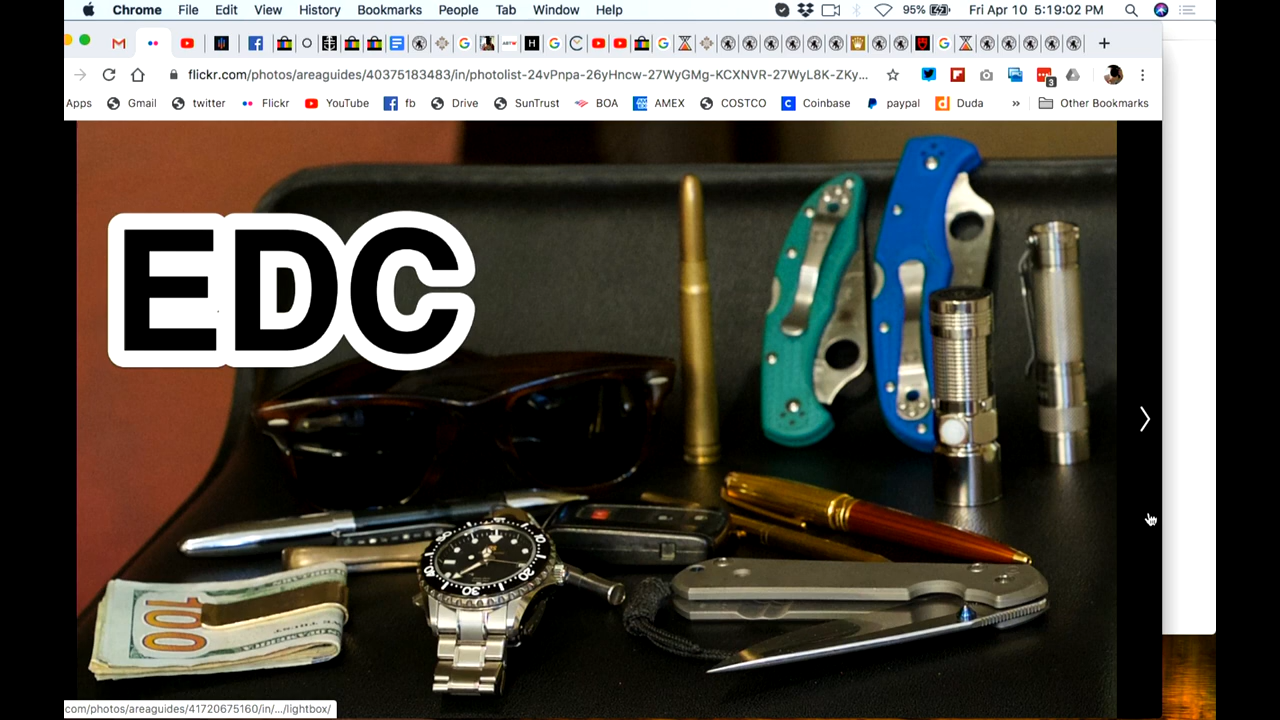 Chrome File Edit View History Bookmarks People Tab Window Help 95% Fri Apr 10 5:19:02 PM
flickr.com/photos/areaguides/40375183483/in/photolist-24vPnpa-26yHncw-27WyGMg-KCXNVR-27WyL8K-ZKy...
3
Apps Gmail twitter Flickr YouTube fb Drive SunTrust BOA AMEX COSTCO Coinbase paypal Duda » Other Bookmarks
EDC
100
com/photos/areaguides/41720675160/in/.../lightbox/